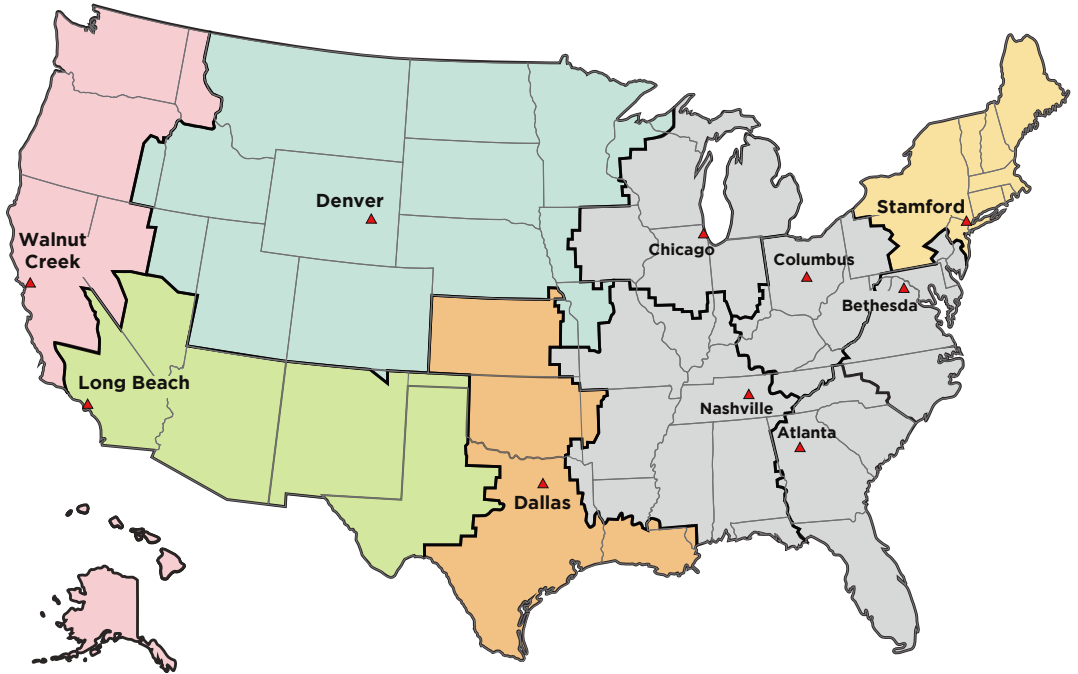 Denver
Stamford
Walnut
Creek
Chicago
Columbus
Bethesda
Long Beach
Nashville
Atlanta
Dallas